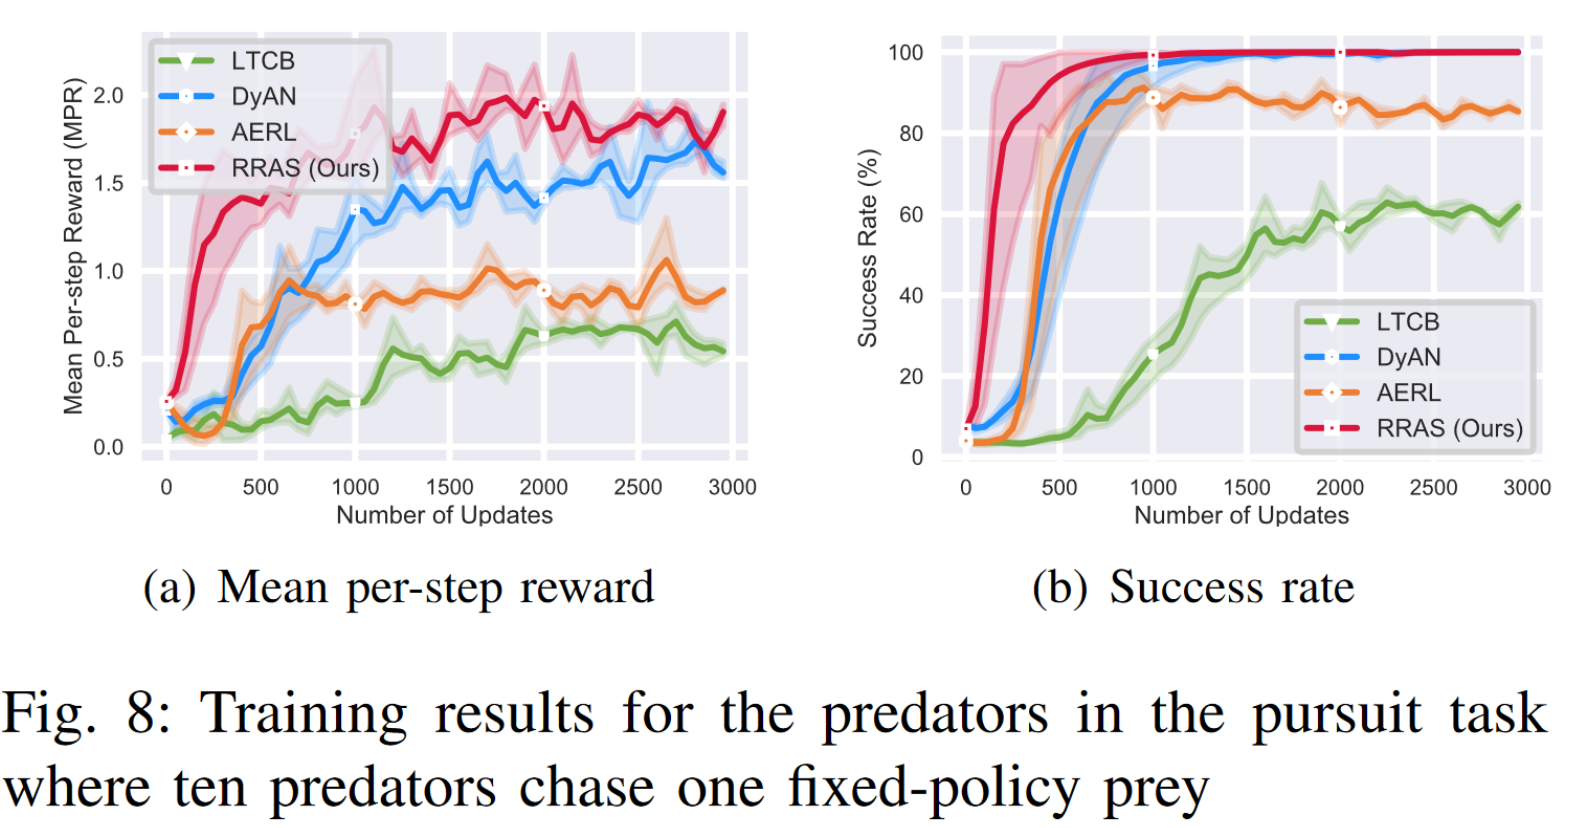 LTCB
DyAN
AERL
RRAS (Ours)
Mean Per-step Reward (MPR)
2.0
1.5
1.0
0.5
0.0
0 500 1000 1500 2000 2500 3000
Number of Updates
(a) Mean per-step reward
Success Rate (%)
100
80
60
40
20
0
LTCB
DyAN
AERL
RRAS (Ours)
0 500 1000 1500 2000 2500 3000
Number of Updates
(b) Success rate
Fig. 8: Training results for the predators in the pursuit task
where ten predators chase one fixed-policy prey